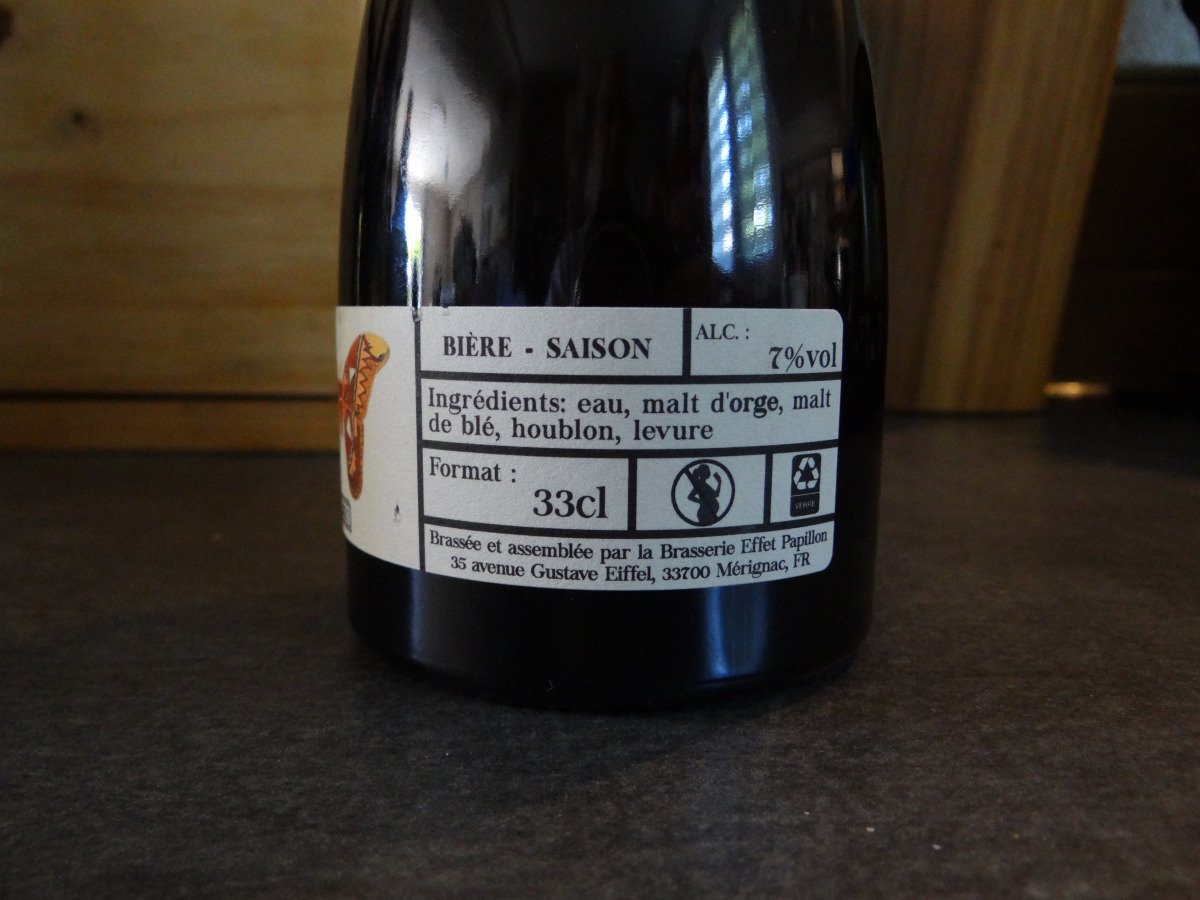 BIÈRE - SAISON
ALC. :
7%vol
Ingrédients: eau, malt d'orge, malt
de blé, houblon, levure
Format :
33cl
VERRE
Brassée et assemblée par la Brasserie Effet Papillon
35 avenue Gustave Eiffel, 33700 Mérignac, FR